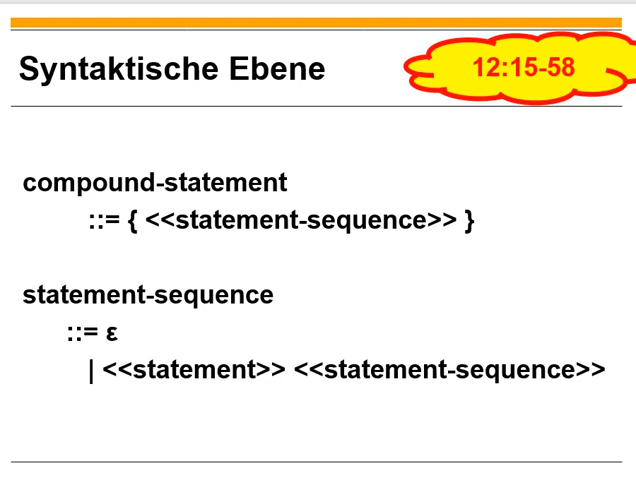 Syntaktische Ebene
12:15-58
compound-statement
::= { <<statement-sequence>> }
statement-sequence
::= ε
| <<statement>> <<statement-sequence>>